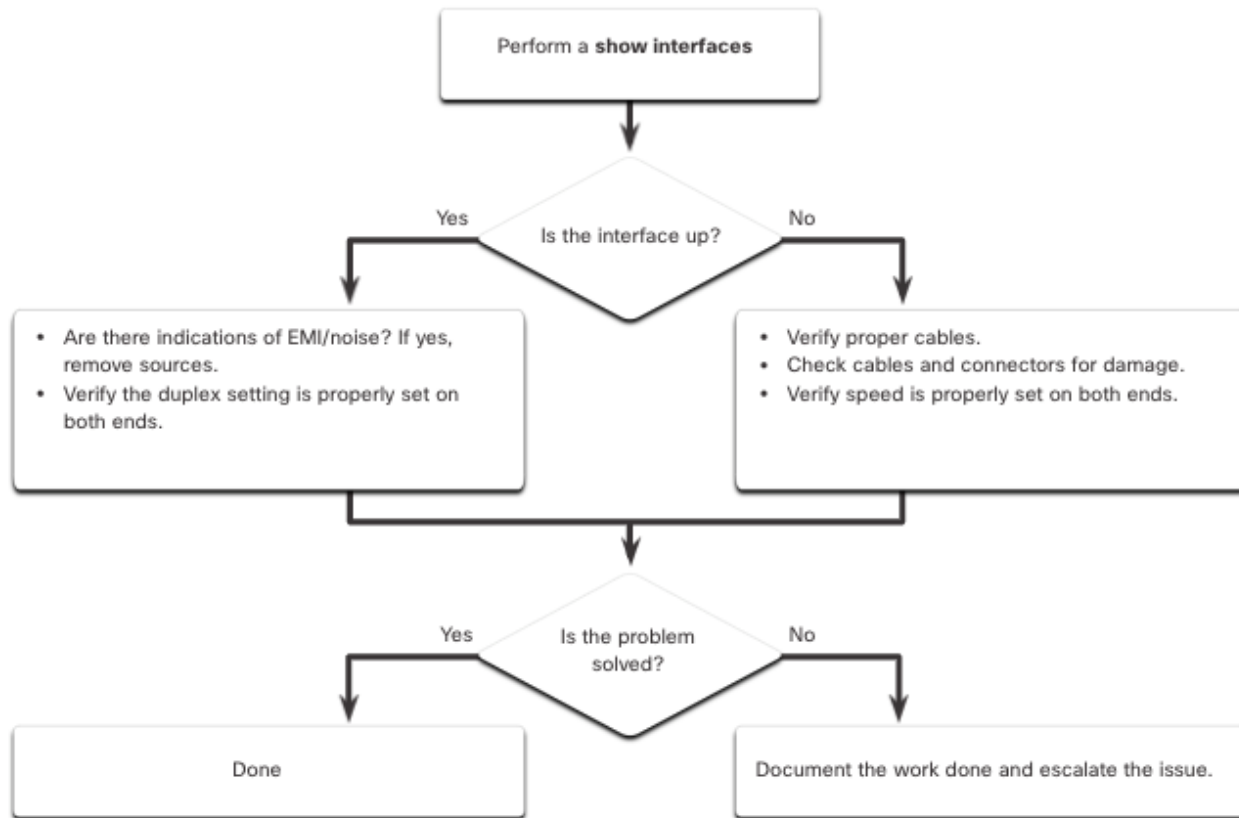 Perform a show interfaces
Yes
No
Is the interface up?
• Are there indications of EMI/noise? If yes,
remove sources.
• Verify the duplex setting is properly set on
both ends.
• Verify proper cables.
• Check cables and connectors for damage.
• Verify speed is properly set on both ends.
Yes
No
Is the problem
solved?
Done
Document the work done and escalate the issue.